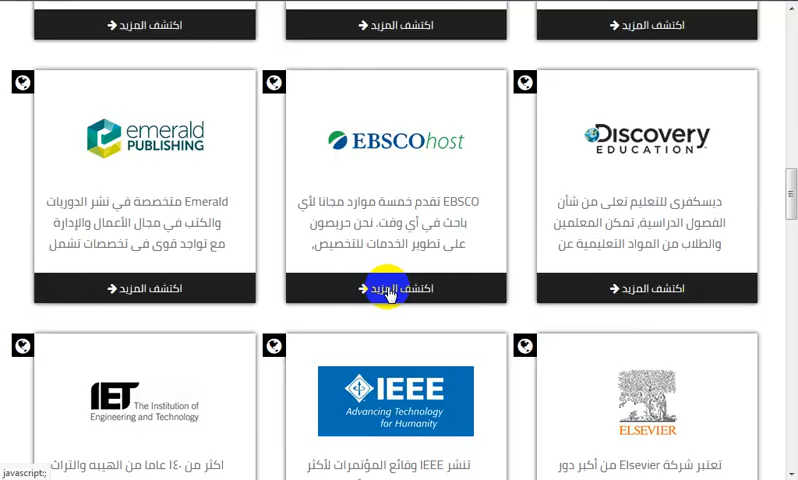 اكتشف المزيد
اكتشف المزيد
اكتشف المزيد
Discovery
EDUCATION
ديسكفرى للتعليم تعلى من شأن
الفصول الدراسية, تمكن المعلمين
والطلاب من المواد التعليمية عن
اكتشف المزيد
EBSCOhost
EBSCO تقدم خمسة موارد مجانا لأي
باحث في أي وقت. نحن حريصون
على تطوير الخدمات للتخصيص,
اكتشف المزيد
emerald
PUBLISHING
Emerald متخصصة في نشر الدوريات
والكتب في مجال الأعمال والإدارة
مع تواجد قوى فى تخصصات تشمل
اكتشف المزيد
ELSEVIER
تعتبر شركة Elsevier من أكبر دور
IEEE
Advancing Technology
for Humanity
تنشر IEEE وقائع المؤتمرات لأكثر
IET
The Institution of
Engineering and Technology
اكثر من ١٤٠ عاما من الهيبه والتراث
javascript:;